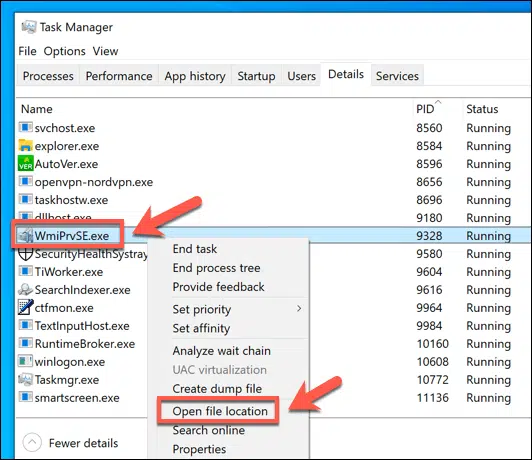 Task Manager
File Options View
Processes Performance App history Startup Users Details Services
Name PID Status
svchost.exe 8560 Running
explorer.exe 8584 Running
VER AutoVer.exe 8596 Running
openvpn-nordvpn.exe 8656 Running
taskhostw.exe 8696 Running
dllhost.exe 9180 Running
WmiPrvSE.exe 9328 Running
SecurityHealthSystray 9580 Running
TiWorker.exe 9604 Running
SearchIndexer.exe 9616 Running
ctfmon.exe 9964 Running
TextInputHost.exe 9984 Running
RuntimeBroker.exe 10160 Running
winlogon.exe 10608 Running
Taskmgr.exe 10772 Running
smartscreen.exe 11136 Running
End task
End process tree
Provide feedback
Set priority
Set affinity
Analyze wait chain
UAC virtualization
Create dump file
Open file location
Search online
Properties
Fewer details